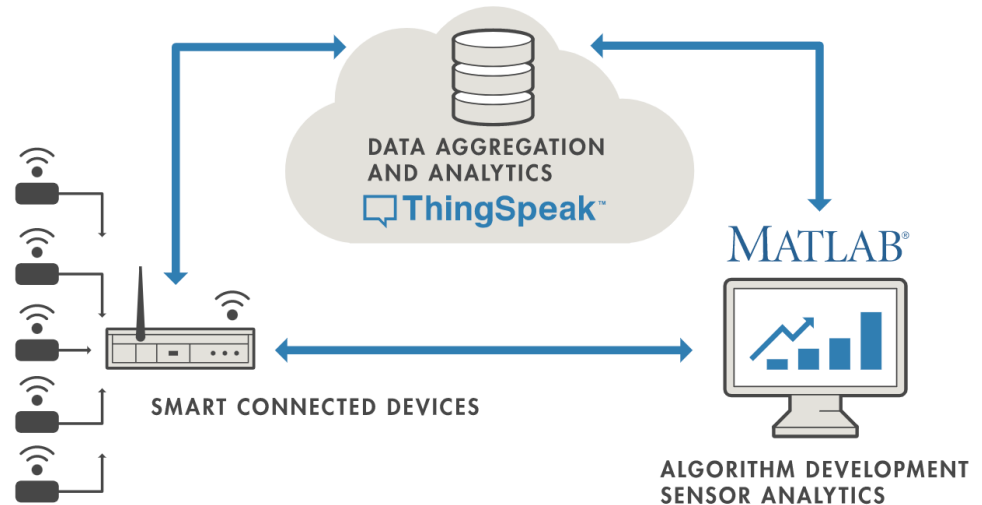 DATA AGGREGATION
AND ANALYTICS
ThingSpeak™
MATLAB®
SMART CONNECTED DEVICES
ALGORITHM DEVELOPMENT
SENSOR ANALYTICS